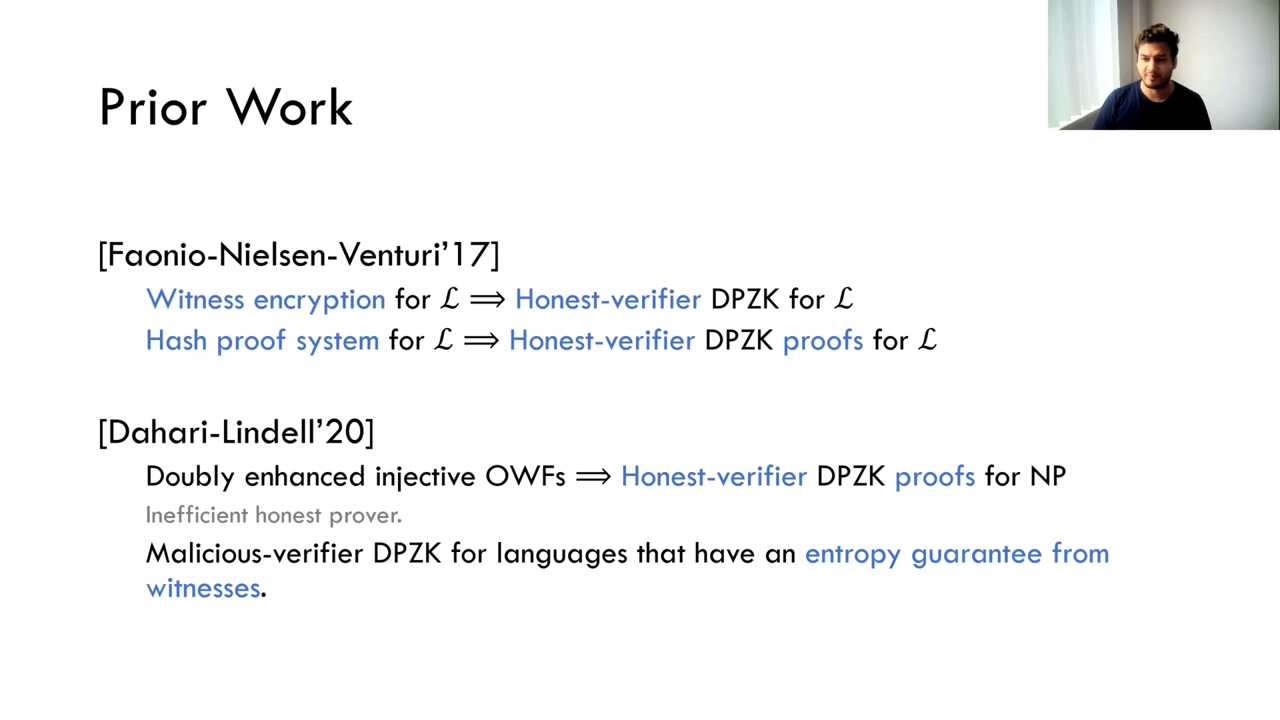 Prior Work
[Faonio-Nielsen-Venturi’17]
Witness encryption for ℒ ⟹ Honest-verifier DPZK for ℒ
Hash proof system for ℒ ⟹ Honest-verifier DPZK proofs for ℒ
[Dahari-Lindell’20]
Doubly enhanced injective OWFs ⟹ Honest-verifier DPZK proofs for NP
Inefficient honest prover.
Malicious-verifier DPZK for languages that have an entropy guarantee from
witnesses.